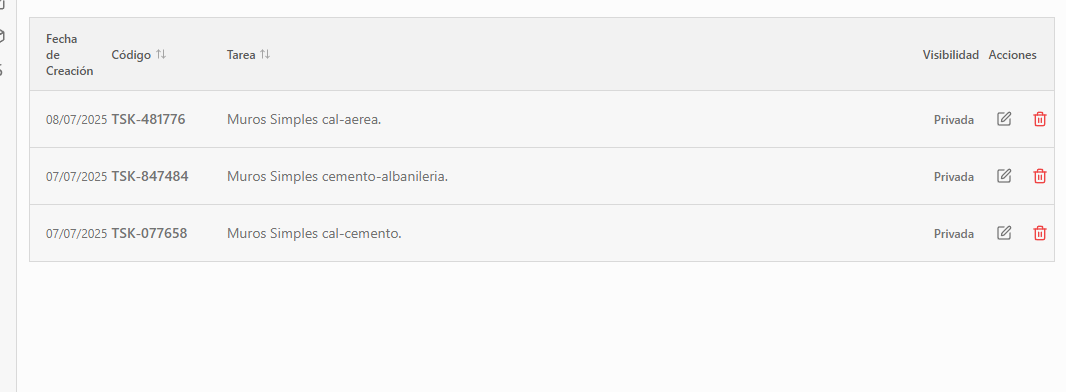 Fecha
de
Creación
Código
Tarea
Visibilidad
Acciones
08/07/2025 TSK-481776 Muros Simples cal-aerea. Privada
07/07/2025 TSK-847484 Muros Simples cemento-albanileria. Privada
07/07/2025 TSK-077658 Muros Simples cal-cemento. Privada